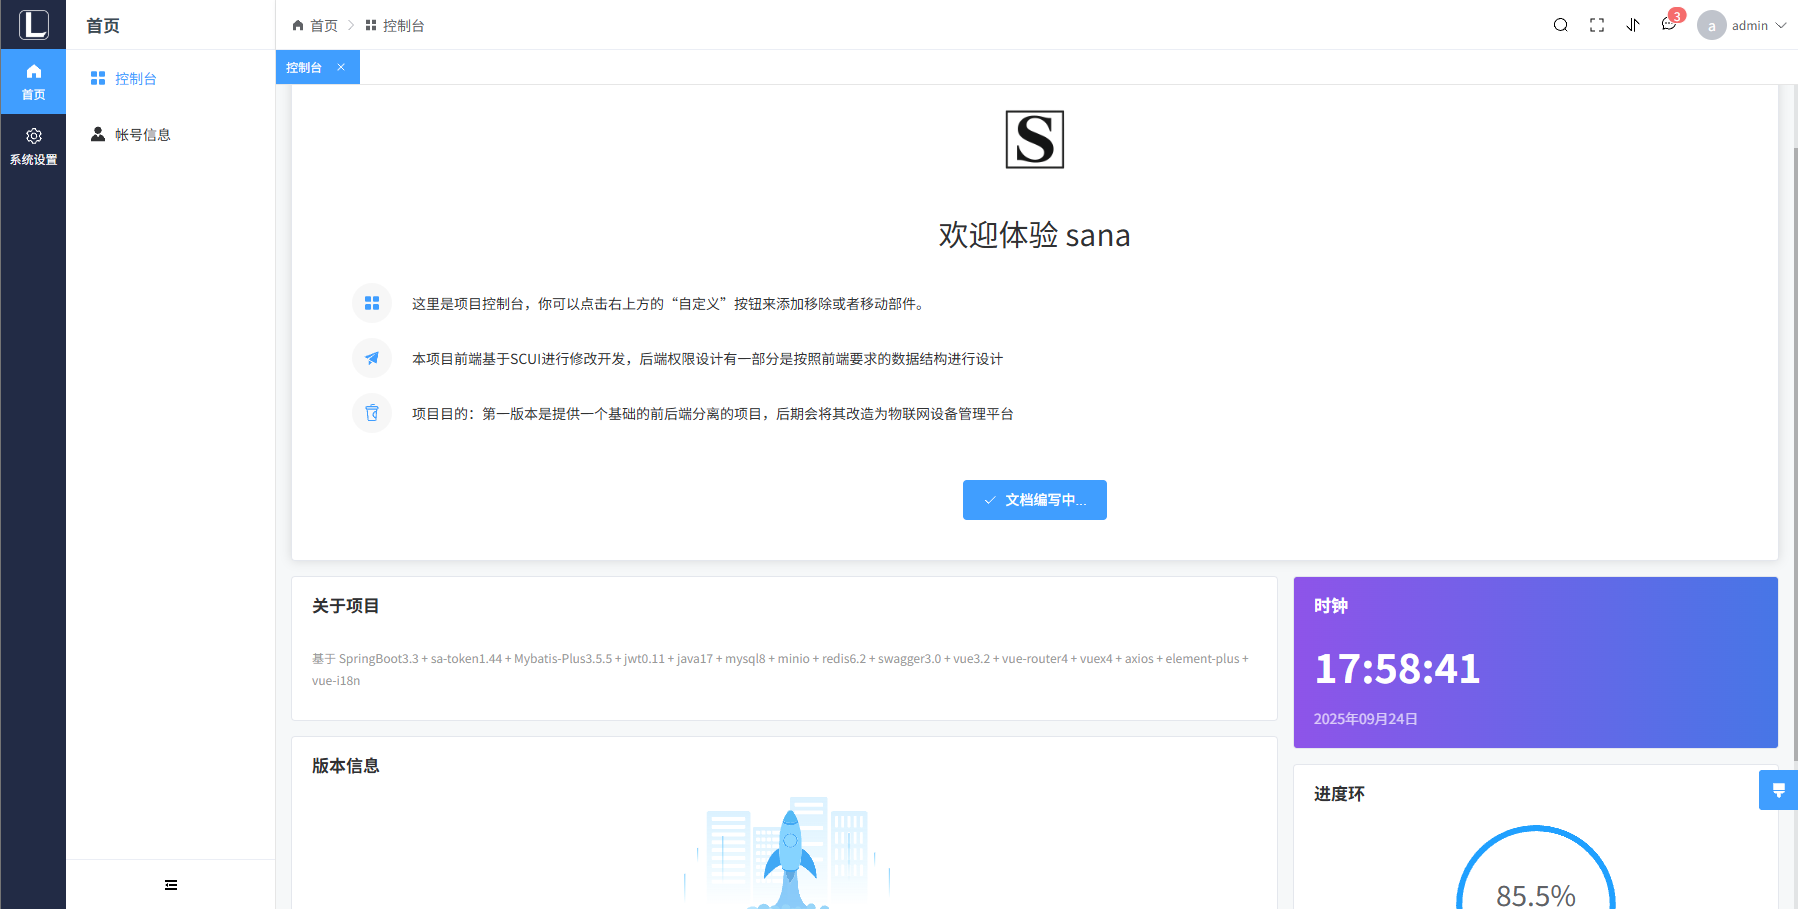 L
首页
系统设置
首页
控制台
帐号信息
首页
控制台
3
a
admin
控制台
S
欢迎体验 sana
这里是项目控制台，你可以点击右上方的“自定义”按钮来添加移除或者移动部件。
本项目前端基于SCUI进行修改开发，后端权限设计有一部分是按照前端要求的数据结构进行设计
项目目的：第一版本是提供一个基础的前后端分离的项目，后期会将其改造为物联网设备管理平台
文档编写中...
关于项目
基于 SpringBoot3.3 + sa-token1.44 + Mybatis-Plus3.5.5 + jwt0.11 + java17 + mysql8 + minio + redis6.2 + swagger3.0 + vue3.2 + vue-router4 + vuex4 + axios + element-plus +
vue-i18n
时钟
17:58:41
2025年09月24日
版本信息
进度环
85.5%